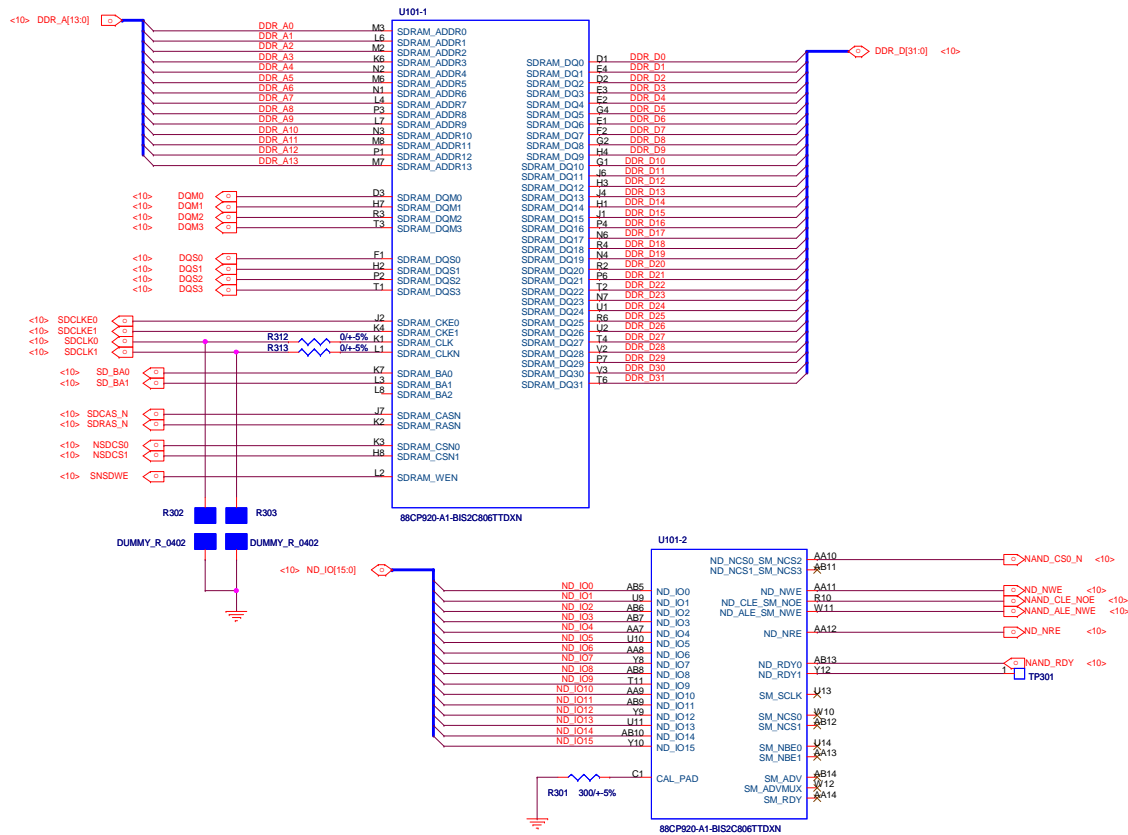 U101-1
<10> DDR_A[13:0]
DDR_A0 M3 SDRAM_ADDR0
DDR_A1 L6 SDRAM_ADDR1
DDR_A2 M2 SDRAM_ADDR2
DDR_A3 K6 SDRAM_ADDR3
DDR_A4 N2 SDRAM_ADDR4
DDR_A5 M6 SDRAM_ADDR5
DDR_A6 N1 SDRAM_ADDR6
DDR_A7 L4 SDRAM_ADDR7
DDR_A8 P3 SDRAM_ADDR8
DDR_A9 L7 SDRAM_ADDR9
DDR_A10 N3 SDRAM_ADDR10
DDR_A11 M8 SDRAM_ADDR11
DDR_A12 P1 SDRAM_ADDR12
DDR_A13 M7 SDRAM_ADDR13
<10> DQM0 D3 SDRAM_DQM0
<10> DQM1 H7 SDRAM_DQM1
<10> DQM2 R3 SDRAM_DQM2
<10> DQM3 T3 SDRAM_DQM3
<10> DQS0 F1 SDRAM_DQS0
<10> DQS1 H2 SDRAM_DQS1
<10> DQS2 P2 SDRAM_DQS2
<10> DQS3 T1 SDRAM_DQS3
<10> SDCLKE0 J2 SDRAM_CKE0
<10> SDCLKE1 K4 SDRAM_CKE1
<10> SDCLK0 R312 0/+-5% K1 SDRAM_CLK
<10> SDCLK1 R313 0/+-5% L1 SDRAM_CLKN
<10> SD_BA0 K7 SDRAM_BA0
<10> SD_BA1 L3 SDRAM_BA1
L8 SDRAM_BA2
<10> SDCAS_N J7 SDRAM_CASN
<10> SDRAS_N K2 SDRAM_RASN
<10> NSDCS0 K3 SDRAM_CSN0
<10> NSDCS1 H8 SDRAM_CSN1
<10> SNSDWE L2 SDRAM_WEN
DDR_D[31:0] <10>
SDRAM_DQ0 D1 DDR_D0
SDRAM_DQ1 E4 DDR_D1
SDRAM_DQ2 D2 DDR_D2
SDRAM_DQ3 E3 DDR_D3
SDRAM_DQ4 E2 DDR_D4
SDRAM_DQ5 G4 DDR_D5
SDRAM_DQ6 E1 DDR_D6
SDRAM_DQ7 F2 DDR_D7
SDRAM_DQ8 G2 DDR_D8
SDRAM_DQ9 H4 DDR_D9
SDRAM_DQ10 G1 DDR_D10
SDRAM_DQ11 J6 DDR_D11
SDRAM_DQ12 H3 DDR_D12
SDRAM_DQ13 J4 DDR_D13
SDRAM_DQ14 H1 DDR_D14
SDRAM_DQ15 J1 DDR_D15
SDRAM_DQ16 P4 DDR_D16
SDRAM_DQ17 N6 DDR_D17
SDRAM_DQ18 R4 DDR_D18
SDRAM_DQ19 N4 DDR_D19
SDRAM_DQ20 R2 DDR_D20
SDRAM_DQ21 P6 DDR_D21
SDRAM_DQ22 T2 DDR_D22
SDRAM_DQ23 N7 DDR_D23
SDRAM_DQ24 U1 DDR_D24
SDRAM_DQ25 R6 DDR_D25
SDRAM_DQ26 U2 DDR_D26
SDRAM_DQ27 T4 DDR_D27
SDRAM_DQ28 V2 DDR_D28
SDRAM_DQ29 P7 DDR_D29
SDRAM_DQ30 V3 DDR_D30
SDRAM_DQ31 T6 DDR_D31
R302 R303
88CP920-A1-BIS2C806TTDXN
DUMMY_R_0402 DUMMY_R_0402
U101-2
<10> ND_IO[15:0]
ND_IO0 AB5 ND_IO0
ND_IO1 U9 ND_IO1
ND_IO2 AB6 ND_IO2
ND_IO3 AB7 ND_IO3
ND_IO4 AA7 ND_IO4
ND_IO5 U10 ND_IO5
ND_IO6 AA8 ND_IO6
ND_IO7 Y8 ND_IO7
ND_IO8 AB8 ND_IO8
ND_IO9 T11 ND_IO9
ND_IO10 AA9 ND_IO10
ND_IO11 AB9 ND_IO11
ND_IO12 Y9 ND_IO12
ND_IO13 U11 ND_IO13
ND_IO14 AB10 ND_IO14
ND_IO15 Y10 ND_IO15
R301 300/+-5% C1 CAL_PAD
ND_NCS0_SM_NCS2 AA10 NAND_CS0_N <10>
ND_NCS1_SM_NCS3 AB11
ND_NWE AA11 ND_NWE <10>
ND_CLE_SM_NOE R10 NAND_CLE_NOE <10>
ND_ALE_SM_NWE W11 NAND_ALE_NWE <10>
ND_NRE AA12 ND_NRE <10>
ND_RDY0 AB13 NAND_RDY <10>
ND_RDY1 Y12 1 TP301
SM_SCLK U13
SM_NCS0 W10
SM_NCS1 AB12
SM_NBE0 U14
SM_NBE1 AA13
SM_ADV AB14
SM_ADVMUX W12
SM_RDY AA14
88CP920-A1-BIS2C806TTDXN